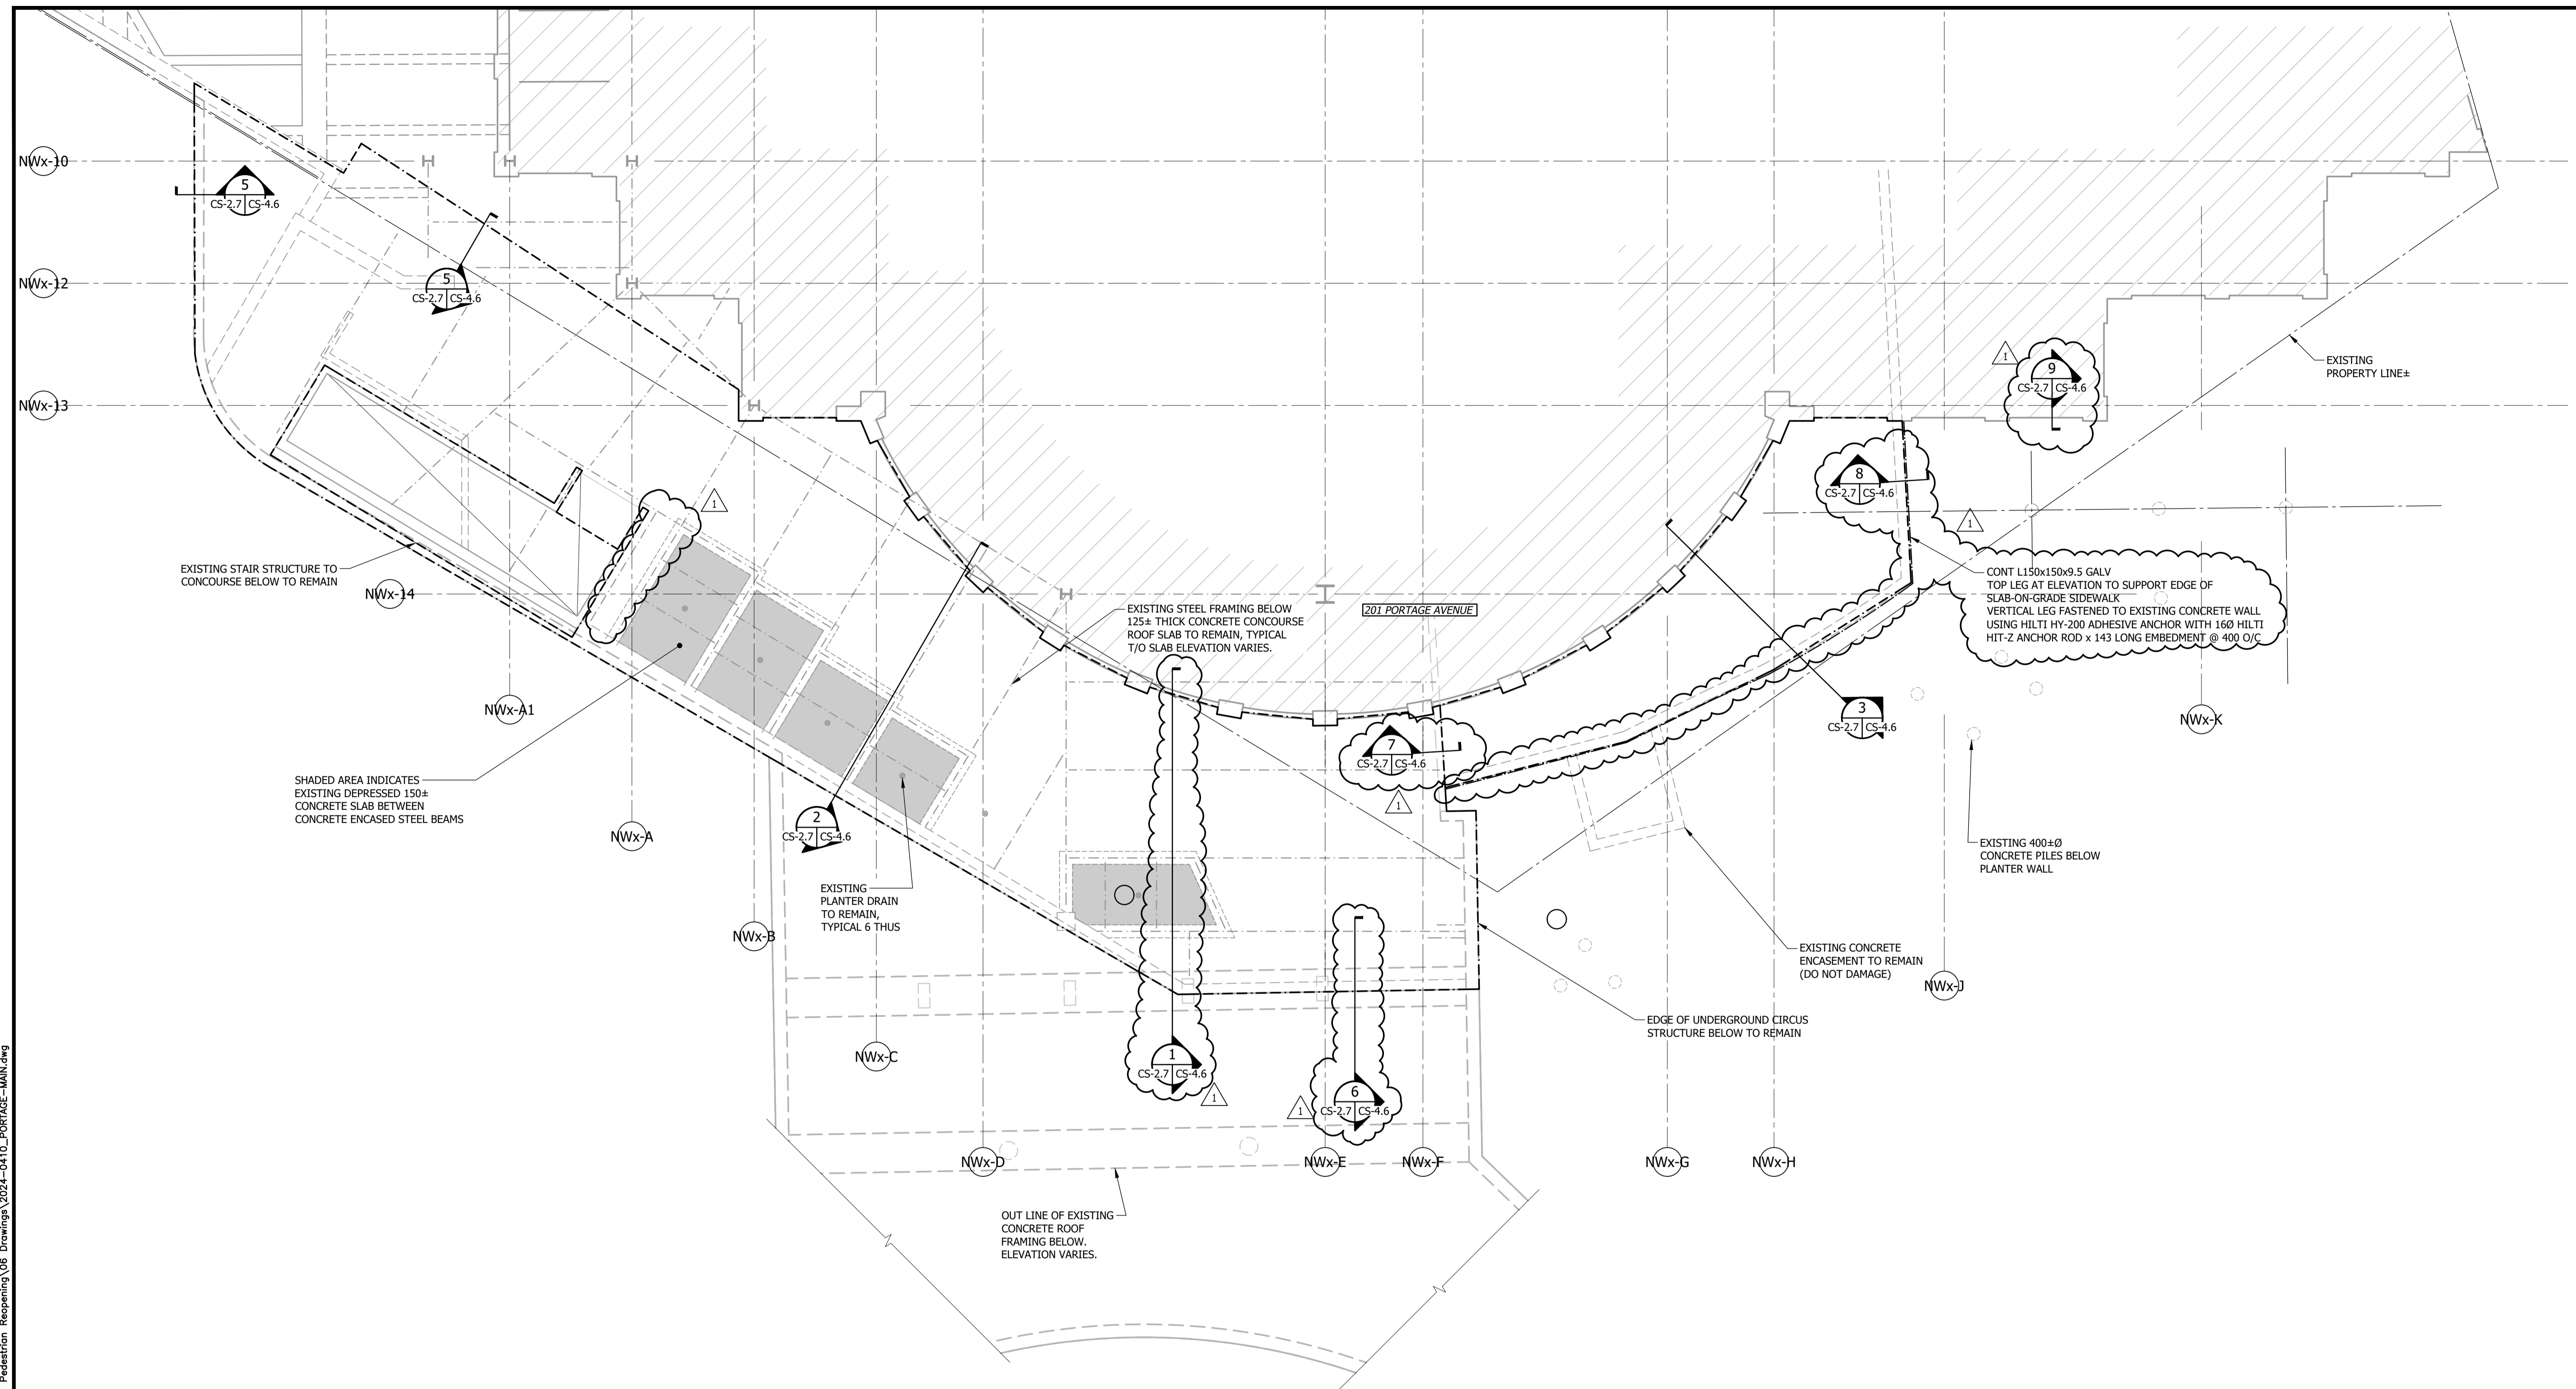 NWx-10
5
CS-2.7 CS-4.6
NWx-12
5
CS-2.7 CS-4.6
EXISTING
PROPERTY LINE±
1
9
CS-2.7 CS-4.6
NWx-13
8
CS-2.7 CS-4.6
1
1
EXISTING STAIR STRUCTURE TO
CONCOURSE BELOW TO REMAIN
NWx-14
CONT L150x150x9.5 GALV
TOP LEG AT ELEVATION TO SUPPORT EDGE OF
SLAB-ON-GRADE SIDEWALK
VERTICAL LEG FASTENED TO EXISTING CONCRETE WALL
USING HILTI HY-200 ADHESIVE ANCHOR WITH 16Ø HILTI
HIT-Z ANCHOR ROD x 143 LONG EMBEDMENT @ 400 O/C
EXISTING STEEL FRAMING BELOW
125± THICK CONCRETE CONCOURSE
ROOF SLAB TO REMAIN, TYPICAL
T/O SLAB ELEVATION VARIES.
201 PORTAGE AVENUE
NWx-A1
3
CS-2.7 CS-4.6
NWx-K
7
CS-2.7 CS-4.6
1
SHADED AREA INDICATES
EXISTING DEPRESSED 150±
CONCRETE SLAB BETWEEN
CONCRETE ENCASED STEEL BEAMS
NWx-A
2
CS-2.7 CS-4.6
EXISTING 400±Ø
CONCRETE PILES BELOW
PLANTER WALL
EXISTING
PLANTER DRAIN
TO REMAIN,
TYPICAL 6 THUS
NWx-B
EXISTING CONCRETE
ENCASEMENT TO REMAIN
(DO NOT DAMAGE)
NWx-J
EDGE OF UNDERGROUND CIRCUS
STRUCTURE BELOW TO REMAIN
NWx-C
1
CS-2.7 CS-4.6
1
6
CS-2.7 CS-4.6
1
NWx-D
NWx-E
NWx-F
NWx-G
NWx-H
OUT LINE OF EXISTING
CONCRETE ROOF
FRAMING BELOW.
ELEVATION VARIES.
Pedestrian Reopening\06 Drawings\2024-0410_PORTAGE-MAIN.dwg